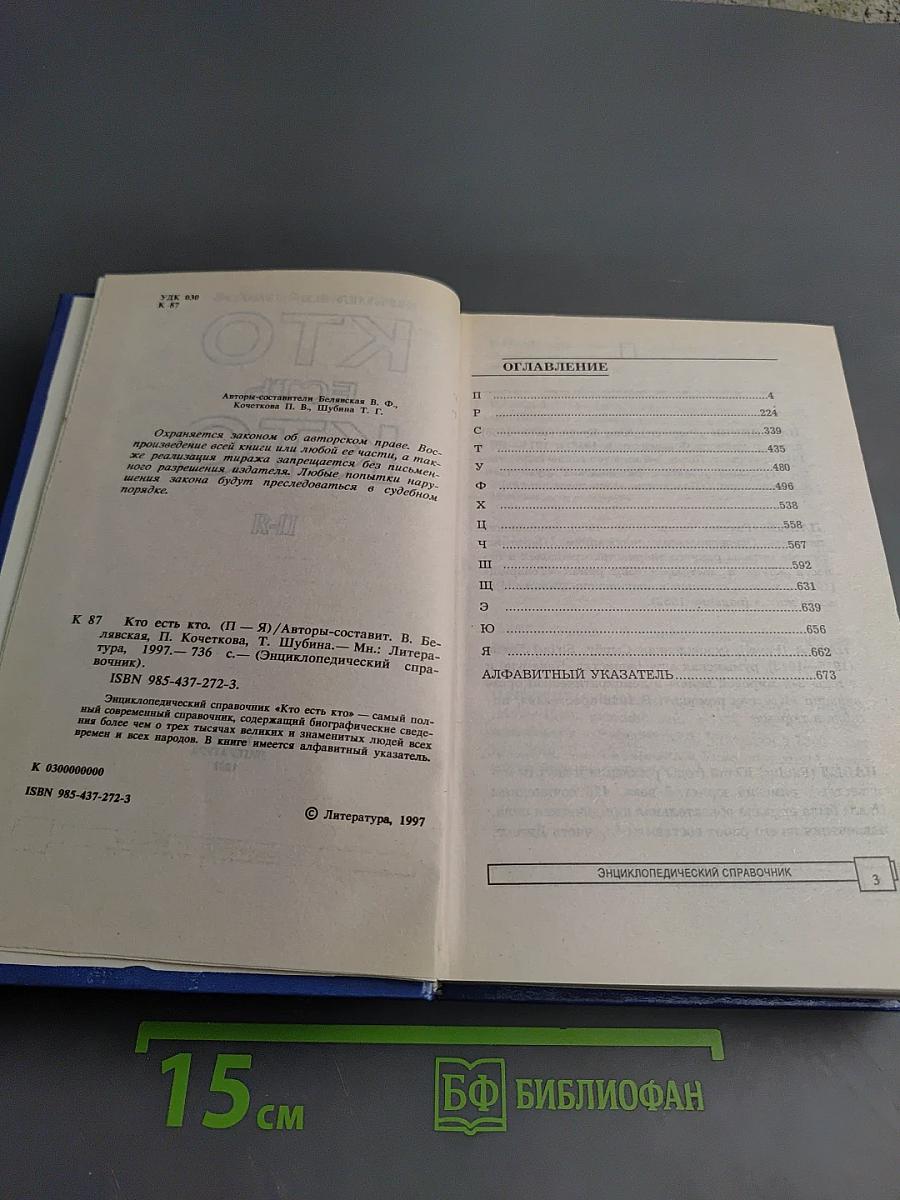 УДК 030
К 87
Авторы-составители Белявская В. Ф.,
Кочеткова П. В., Шубина Т. Г.
Охраняется законом об авторском праве. Вос-
произведение всей книги или любой ее части, а так-
же реализация тиража запрещается без письмен-
ного разрешения издателя. Любые попытки нару-
шения закона будут преследоваться в судебном
порядке.
К 87 Кто есть кто. (П — Я)/Авторы-составит. В. Бе-
лявская, П. Кочеткова, Т. Шубина.— Мн.: Литера-
тура, 1997.— 736 с.— (Энциклопедический спра-
вочник).
ISBN 985-437-272-3.
Энциклопедический справочник «Кто есть кто» — самый пол-
ный современный справочник, содержащий биографические сведе-
ния более чем о трех тысячах великих и знаменитых людей всех
времен и всех народов. В книге имеется алфавитный указатель.
К 0300000000
ISBN 985-437-272-3
© Литература, 1997
ОГЛАВЛЕНИЕ
П ........ 4
Р ........ 224
С ........ 339
Т ........ 435
У ........ 480
Ф ........ 496
Х ........ 538
Ц ........ 558
Ч ........ 567
Ш ........ 592
Щ ........ 631
Э ........ 639
Ю ........ 656
Я ........ 662
АЛФАВИТНЫЙ УКАЗАТЕЛЬ ........ 673
ЭНЦИКЛОПЕДИЧЕСКИЙ СПРАВОЧНИК 3
15 см
БФ БИБЛИОФАН